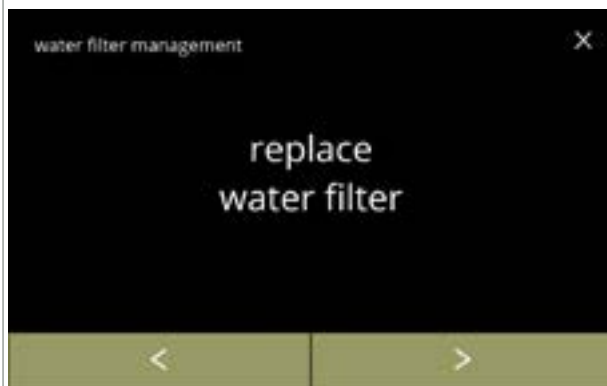 water filter management
X
replace
water filter
<
>